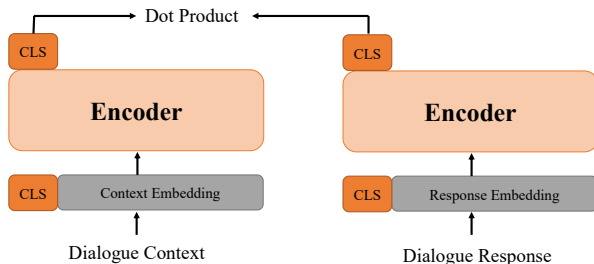 Dot Product
CLS
CLS
Encoder
Encoder
CLS
Context Embedding
CLS
Response Embedding
Dialogue Context
Dialogue Response